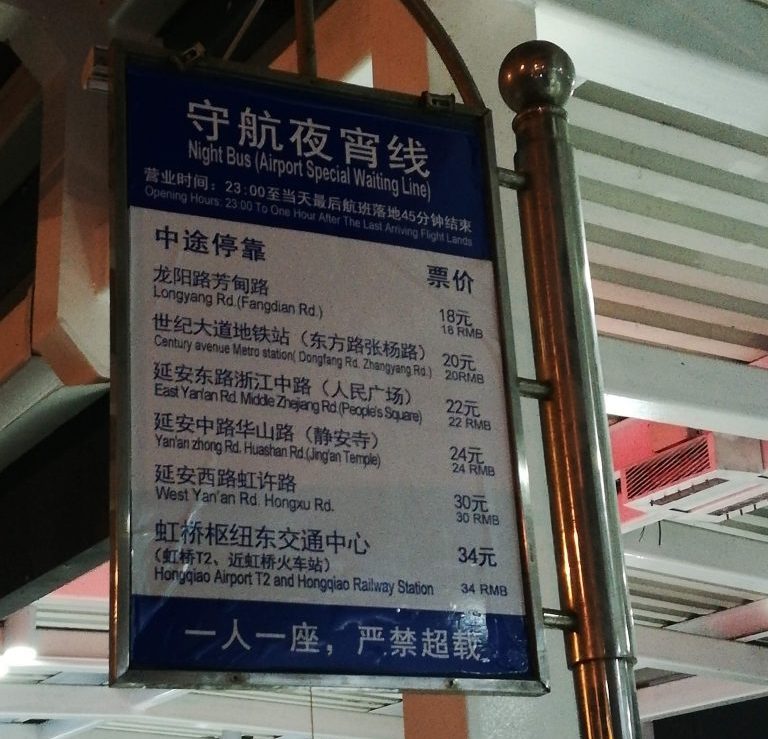 守航夜宵线
Night Bus (Airport Special Waiting Line)
营业时间：23:00至当天最后航班落地45分钟结束
Opening Hours: 23:00 To One Hour After The Last Arriving Flight Lands
中途停靠 票价
龙阳路芳甸路 18元
Longyang Rd.(Fangdian Rd.) 18 RMB
世纪大道地铁站（东方路张杨路） 20元
Century avenue Metro station( Dongfang Rd. Zhangyang Rd.) 20RMB
延安东路浙江中路（人民广场） 22元
East Yan'an Rd. Middle Zhejiang Rd.(People's Square) 22 RMB
延安中路华山路（静安寺） 24元
Yan'an zhong Rd. Huashan Rd.(Jing'an Temple) 24 RMB
延安西路虹许路 30元
West Yan'an Rd. Hongxu Rd. 30 RMB
虹桥枢纽东交通中心 34元
（虹桥T2、近虹桥火车站）
Hongqiao Airport T2 and Hongqiao Railway Station 34 RMB
一人一座，严禁超载